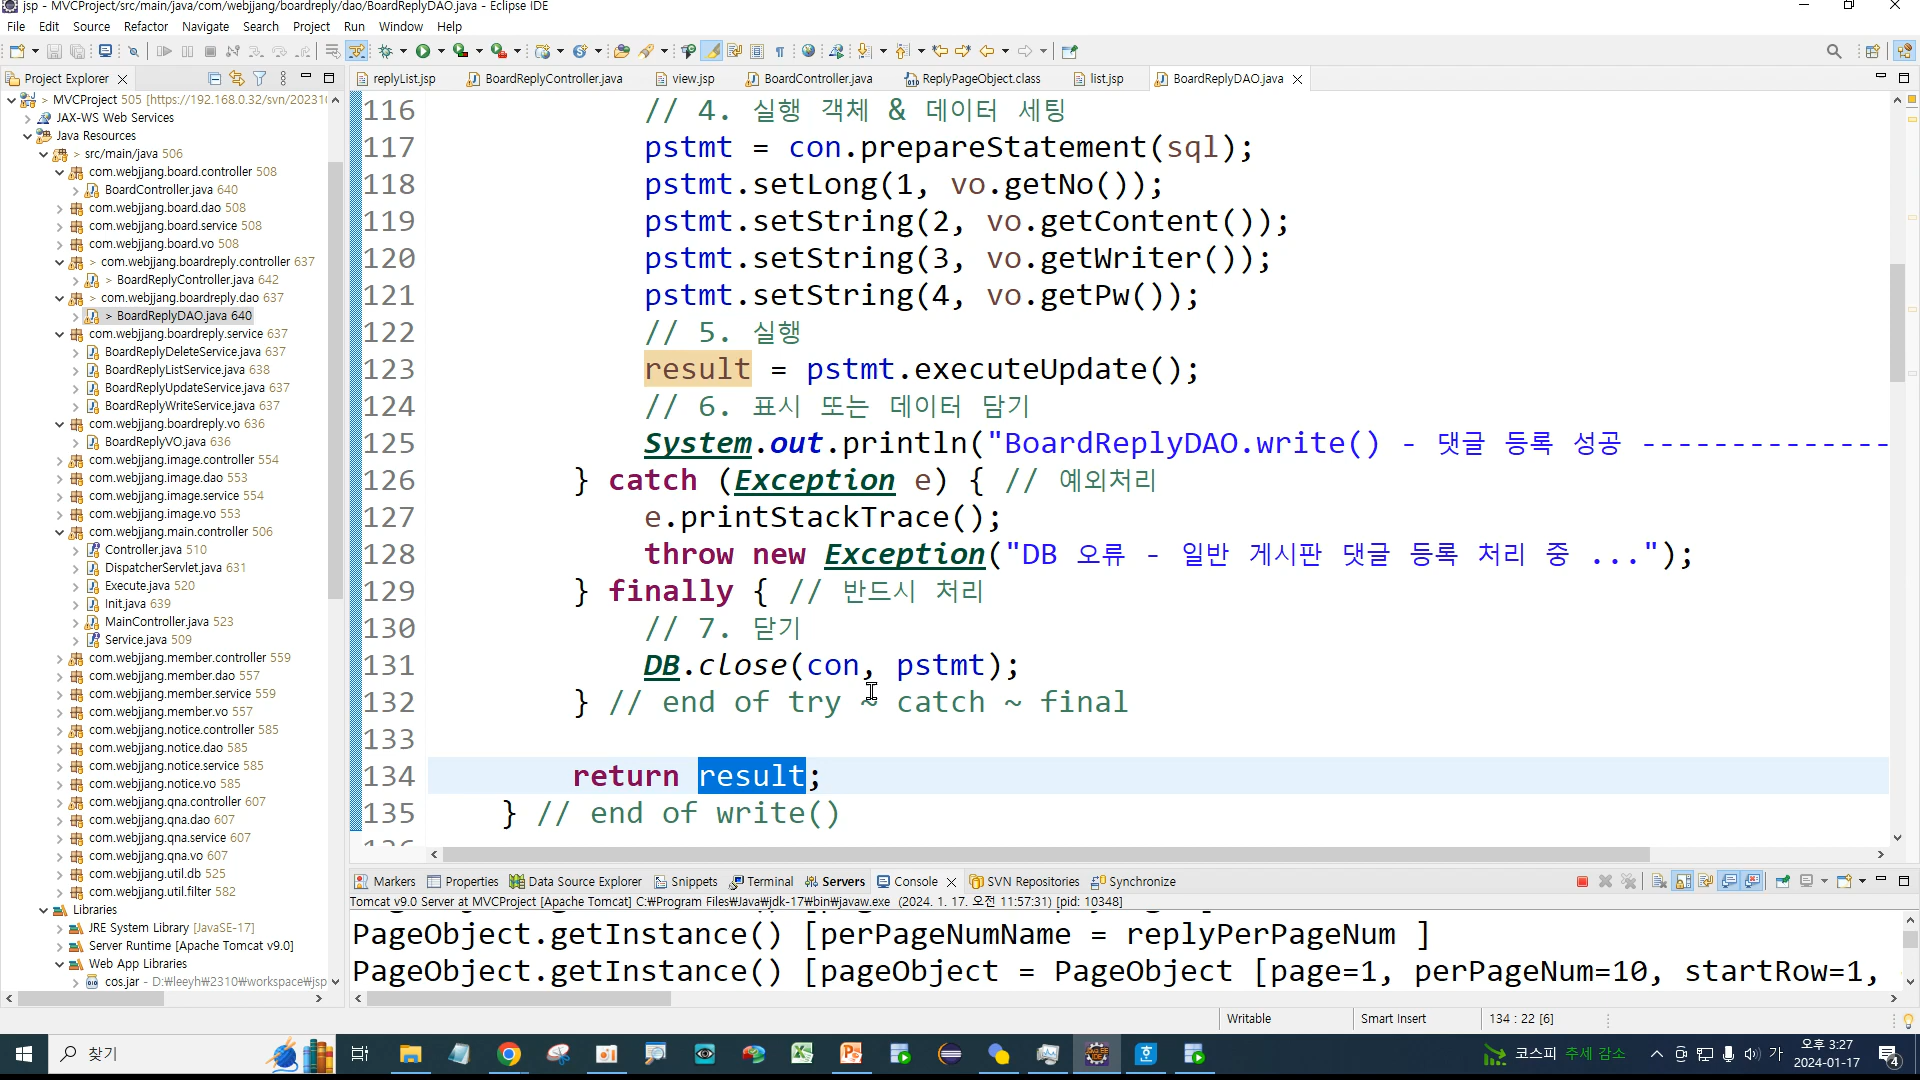 jsp - MVCProject/src/main/java/com/webjjang/boardreply/dao/BoardReplyDAO.java - Eclipse IDE
File Edit Source Refactor Navigate Search Project Run Window Help
Project Explorer
replyList.jsp BoardReplyController.java view.jsp BoardController.java ReplyPageObject.class list.jsp BoardReplyDAO.java
> MVCProject 505 [https://192.168.0.32/svn/20231
JAX-WS Web Services
Java Resources
> src/main/java 506
com.webjjang.board.controller 508
BoardController.java 640
com.webjjang.board.dao 508
com.webjjang.board.service 508
com.webjjang.board.vo 508
> com.webjjang.boardreply.controller 637
> BoardReplyController.java 642
> com.webjjang.boardreply.dao 637
> BoardReplyDAO.java 640
com.webjjang.boardreply.service 637
BoardReplyDeleteService.java 637
BoardReplyListService.java 638
BoardReplyUpdateService.java 637
BoardReplyWriteService.java 637
com.webjjang.boardreply.vo 636
BoardReplyVO.java 636
com.webjjang.image.controller 554
com.webjjang.image.dao 553
com.webjjang.image.service 554
com.webjjang.image.vo 553
com.webjjang.main.controller 506
Controller.java 510
DispatcherServlet.java 631
Execute.java 520
Init.java 639
MainController.java 523
Service.java 509
com.webjjang.member.controller 559
com.webjjang.member.dao 557
com.webjjang.member.service 559
com.webjjang.member.vo 557
com.webjjang.notice.controller 585
com.webjjang.notice.dao 585
com.webjjang.notice.service 585
com.webjjang.notice.vo 585
com.webjjang.qna.controller 607
com.webjjang.qna.dao 607
com.webjjang.qna.service 607
com.webjjang.qna.vo 607
com.webjjang.util.db 525
com.webjjang.util.filter 582
Libraries
JRE System Library [JavaSE-17]
Server Runtime [Apache Tomcat v9.0]
Web App Libraries
cos.jar - D:₩leeyh₩2310₩workspace₩jsp
116 // 4. 실행 객체 & 데이터 세팅
117 pstmt = con.prepareStatement(sql);
118 pstmt.setLong(1, vo.getNo());
119 pstmt.setString(2, vo.getContent());
120 pstmt.setString(3, vo.getWriter());
121 pstmt.setString(4, vo.getPw());
122 // 5. 실행
123 result = pstmt.executeUpdate();
124 // 6. 표시 또는 데이터 담기
125 System.out.println("BoardReplyDAO.write() - 댓글 등록 성공 --------------
126 } catch (Exception e) { // 예외처리
127 e.printStackTrace();
128 throw new Exception("DB 오류 - 일반 게시판 댓글 등록 처리 중 ...");
129 } finally { // 반드시 처리
130 // 7. 닫기
131 DB.close(con, pstmt);
132 } // end of try ~ catch ~ final
133
134 return result;
135 } // end of write()
136
Markers Properties Data Source Explorer Snippets Terminal Servers Console SVN Repositories Synchronize
Tomcat v9.0 Server at MVCProject [Apache Tomcat] C:₩Program Files₩Java₩jdk-17₩bin₩javaw.exe (2024. 1. 17. 오전 11:57:31) [pid: 10348]
PageObject.getInstance() [perPageNumName = replyPerPageNum ]
PageObject.getInstance() [pageObject = PageObject [page=1, perPageNum=10, startRow=1,
Writable Smart Insert 134 : 22 [6]
찾기
코스피 추세 감소
가
오후 3:27
2024-01-17
4